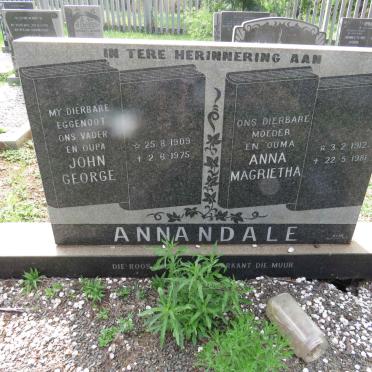 IN TERE HERINNERING AAN
MY DIERBARE
EGGENOOT
ONS VADER
EN OUPA
JOHN
GEORGE
☆ 25·8·1909
† 2·8·1975
ONS DIERBARE
MOEDER
EN OUMA
ANNA
MAGRIETHA
☆ 3·2·1912
† 22·5·1981
ANNANDALE
DIE ROOS KANT DIE MUUR